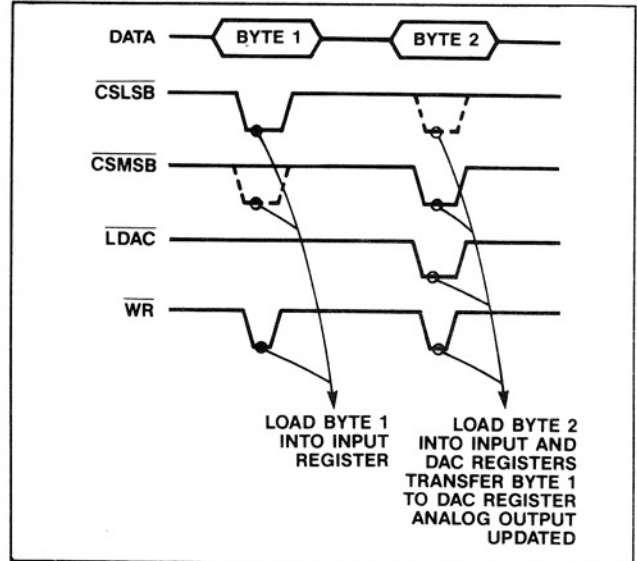 DATA
BYTE 1
BYTE 2
CSLSB
CSMSB
LDAC
WR
LOAD BYTE 1
INTO INPUT
REGISTER
LOAD BYTE 2
INTO INPUT AND
DAC REGISTERS
TRANSFER BYTE 1
TO DAC REGISTER
ANALOG OUTPUT
UPDATED